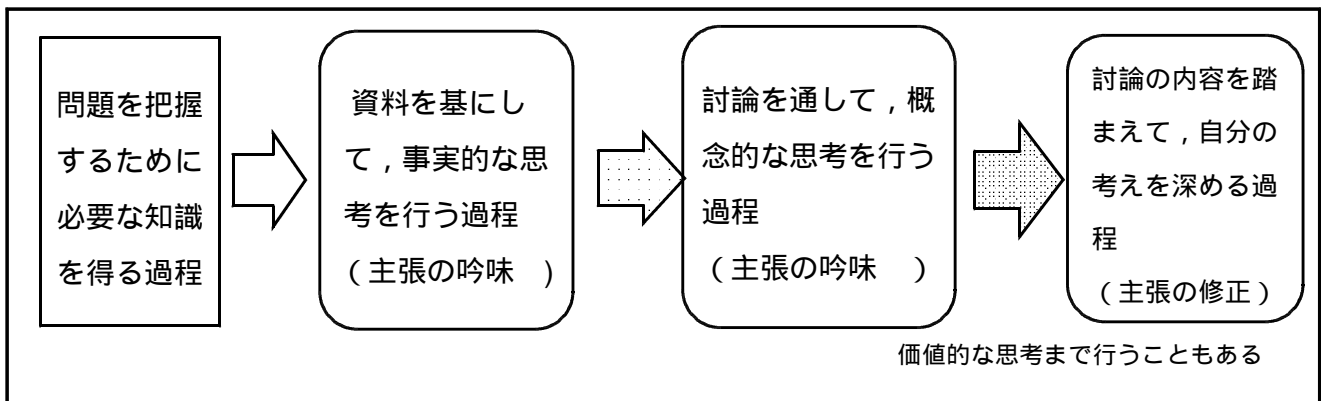 問題を把握
するために
必要な知識
を得る過程
資料を基にし
て，事実的な思
考を行う過程
（主張の吟味　）
討論を通して，概
念的な思考を行う
過程
（主張の吟味　）
討論の内容を踏
まえて，自分の
考えを深める過
程
（主張の修正）
価値的な思考まで行うこともある